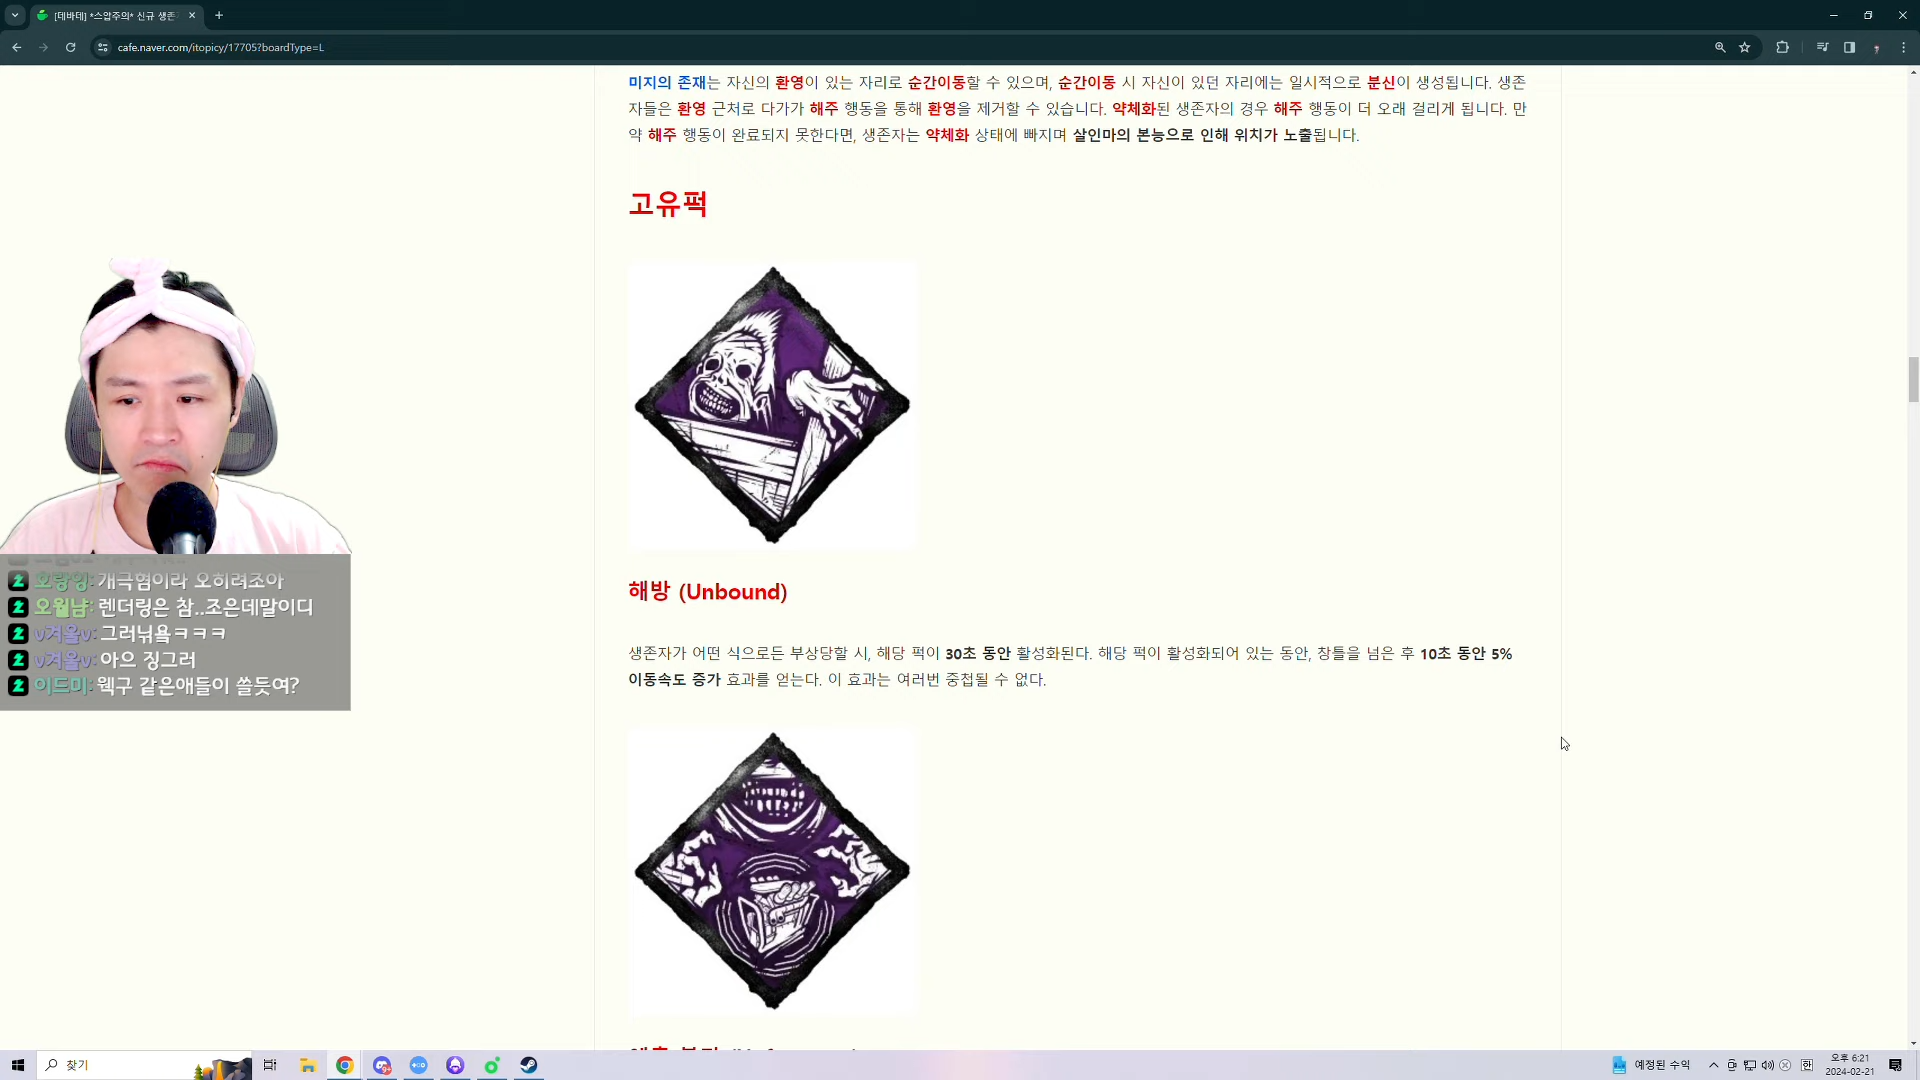 [데바데] *스압주의* 신규 생존
cafe.naver.com/itopicy/17705?boardType=L
미지의 존재는 자신의 환영이 있는 자리로 순간이동할 수 있으며, 순간이동 시 자신이 있던 자리에는 일시적으로 분신이 생성됩니다. 생존
자들은 환영 근처로 다가가 해주 행동을 통해 환영을 제거할 수 있습니다. 약체화된 생존자의 경우 해주 행동이 더 오래 걸리게 됩니다. 만
약 해주 행동이 완료되지 못한다면, 생존자는 약체화 상태에 빠지며 살인마의 본능으로 인해 위치가 노출됩니다.
고유퍽
해방 (Unbound)
생존자가 어떤 식으로든 부상당할 시, 해당 퍽이 30초 동안 활성화된다. 해당 퍽이 활성화되어 있는 동안, 창틀을 넘은 후 10초 동안 5%
이동속도 증가 효과를 얻는다. 이 효과는 여러번 중첩될 수 없다.
오랑잉: 개극혐이라 오히려조아
오월냠: 렌더링은 참..조은데말이디
v겨울v: 그러눾욬ㅋㅋㅋ
v겨울v: 아으 징그러
이드미: 웩구 같은애들이 쓸듯여?
찾기
예정된 수익
한
오후 6:21
2024-02-21